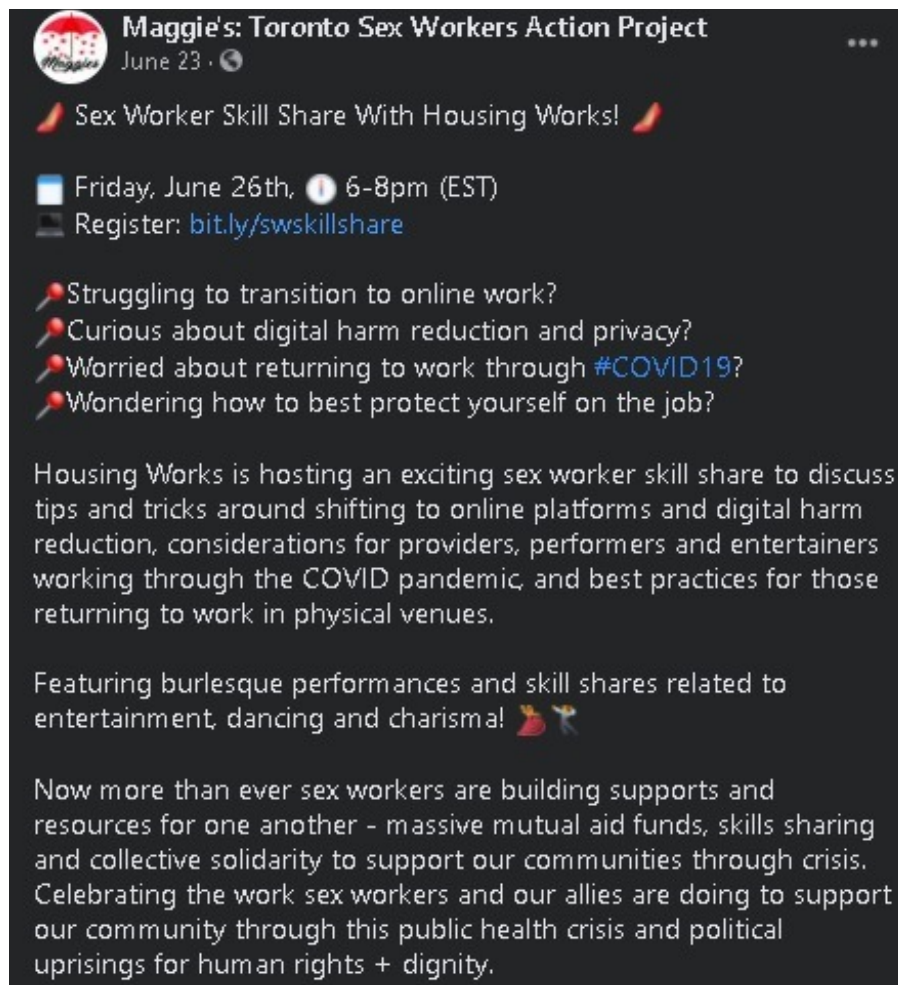 Maggie's: Toronto Sex Workers Action Project
June 23 ·
Maggies
Sex Worker Skill Share With Housing Works!
Friday, June 26th, 6-8pm (EST)
Register: bit.ly/swskillshare
Struggling to transition to online work?
Curious about digital harm reduction and privacy?
Worried about returning to work through #COVID19?
Wondering how to best protect yourself on the job?
Housing Works is hosting an exciting sex worker skill share to discuss
tips and tricks around shifting to online platforms and digital harm
reduction, considerations for providers, performers and entertainers
working through the COVID pandemic, and best practices for those
returning to work in physical venues.
Featuring burlesque performances and skill shares related to
entertainment, dancing and charisma!
Now more than ever sex workers are building supports and
resources for one another - massive mutual aid funds, skills sharing
and collective solidarity to support our communities through crisis.
Celebrating the work sex workers and our allies are doing to support
our community through this public health crisis and political
uprisings for human rights + dignity.